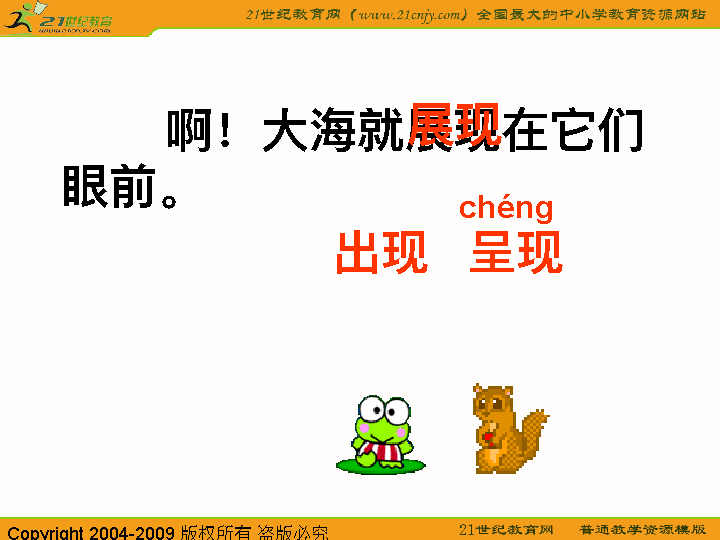 21世纪教育
www.21cnjy.com
21世纪教育网（www.21cnjy.com）全国最大的中小学教育资源网站
啊！大海就展现在它们
眼前。
chéng
出现 呈现
Copyright 2004-2009 版权所有 盗版必究
21世纪教育网 普通教学资源模版